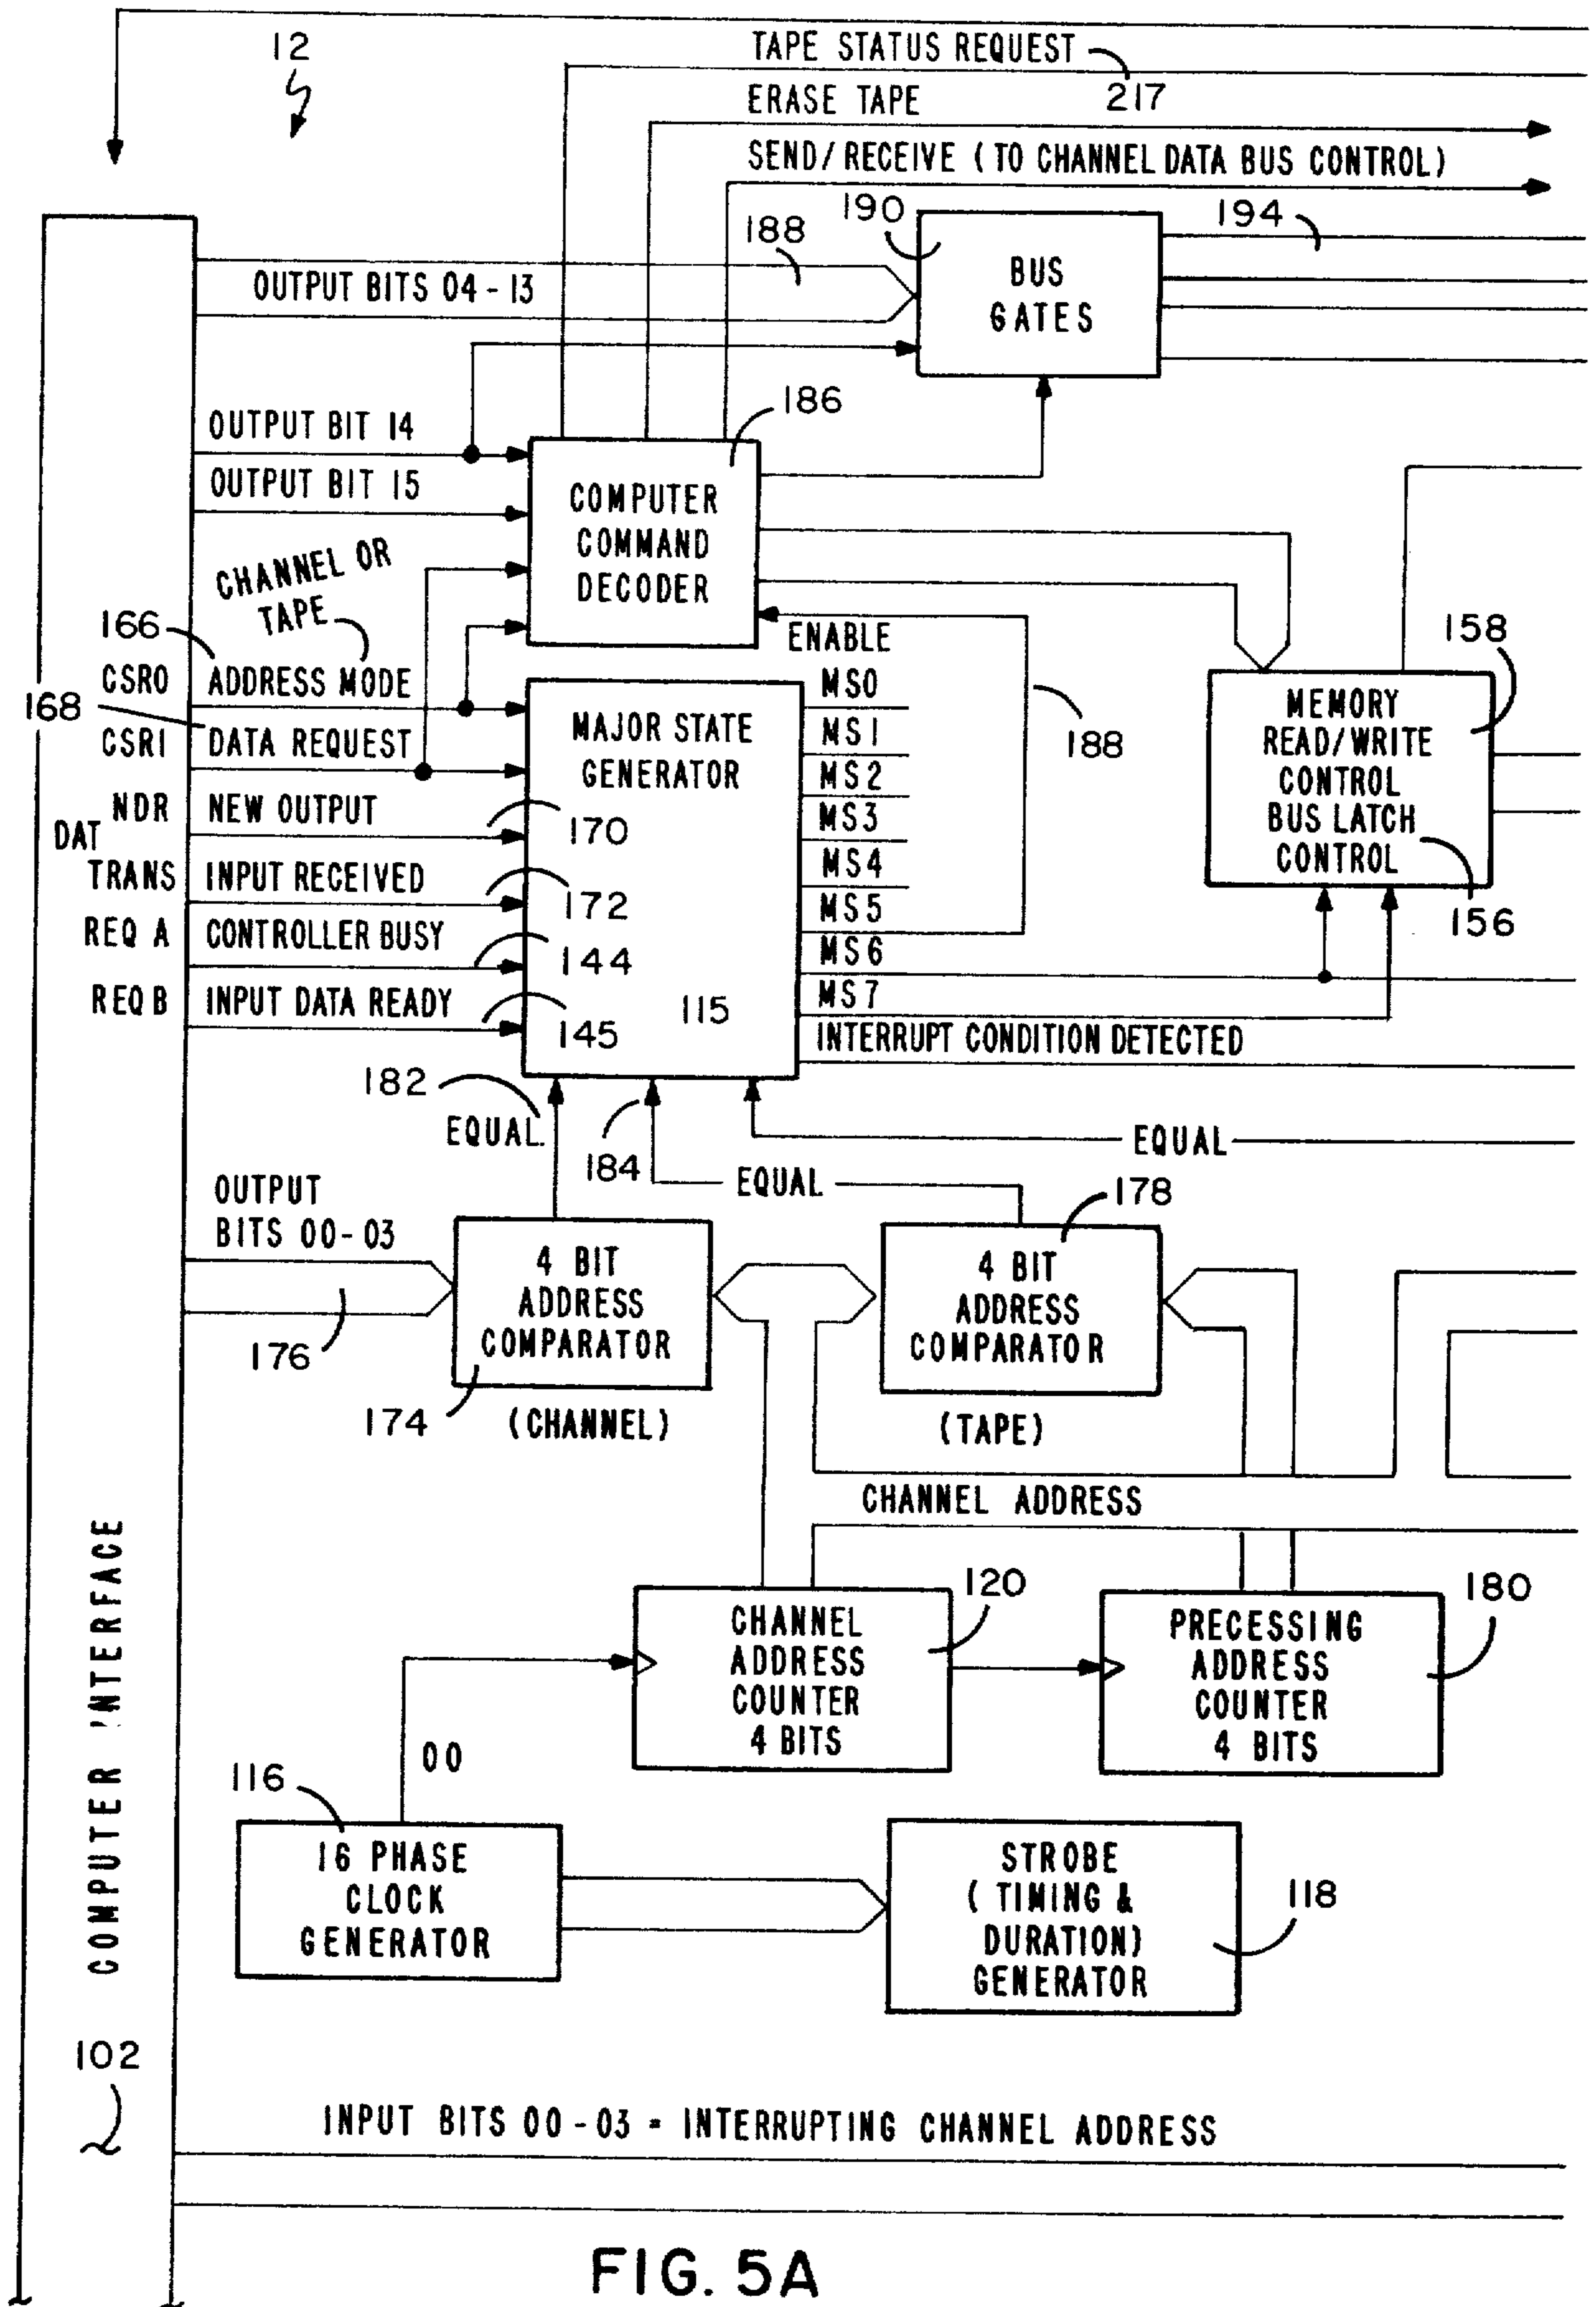 12
TAPE STATUS REQUEST
217
ERASE TAPE
SEND/RECEIVE (TO CHANNEL DATA BUS CONTROL)
190
194
188
OUTPUT BITS 04-13
BUS
GATES
186
OUTPUT BIT 14
OUTPUT BIT 15
COMPUTER
COMMAND
DECODER
CHANNEL OR
TAPE
166
CSR0
ADDRESS MODE
168
CSR1
DATA REQUEST
NDR
NEW OUTPUT
DAT
TRANS
INPUT RECEIVED
REQ A
CONTROLLER BUSY
REQ B
INPUT DATA READY
170
172
144
145
MAJOR STATE
GENERATOR
115
ENABLE
MS0
MS1
MS2
MS3
MS4
MS5
MS6
MS7
INTERRUPT CONDITION DETECTED
188
158
MEMORY
READ/WRITE
CONTROL
BUS LATCH
CONTROL
156
182
EQUAL
184
EQUAL
EQUAL
OUTPUT
BITS 00-03
176
4 BIT
ADDRESS
COMPARATOR
174
(CHANNEL)
178
4 BIT
ADDRESS
COMPARATOR
(TAPE)
CHANNEL ADDRESS
120
CHANNEL
ADDRESS
COUNTER
4 BITS
180
PRECESSING
ADDRESS
COUNTER
4 BITS
00
116
16 PHASE
CLOCK
GENERATOR
STROBE
(TIMING &
DURATION)
GENERATOR
118
COMPUTER INTERFACE
102
INPUT BITS 00-03 = INTERRUPTING CHANNEL ADDRESS
FIG. 5A